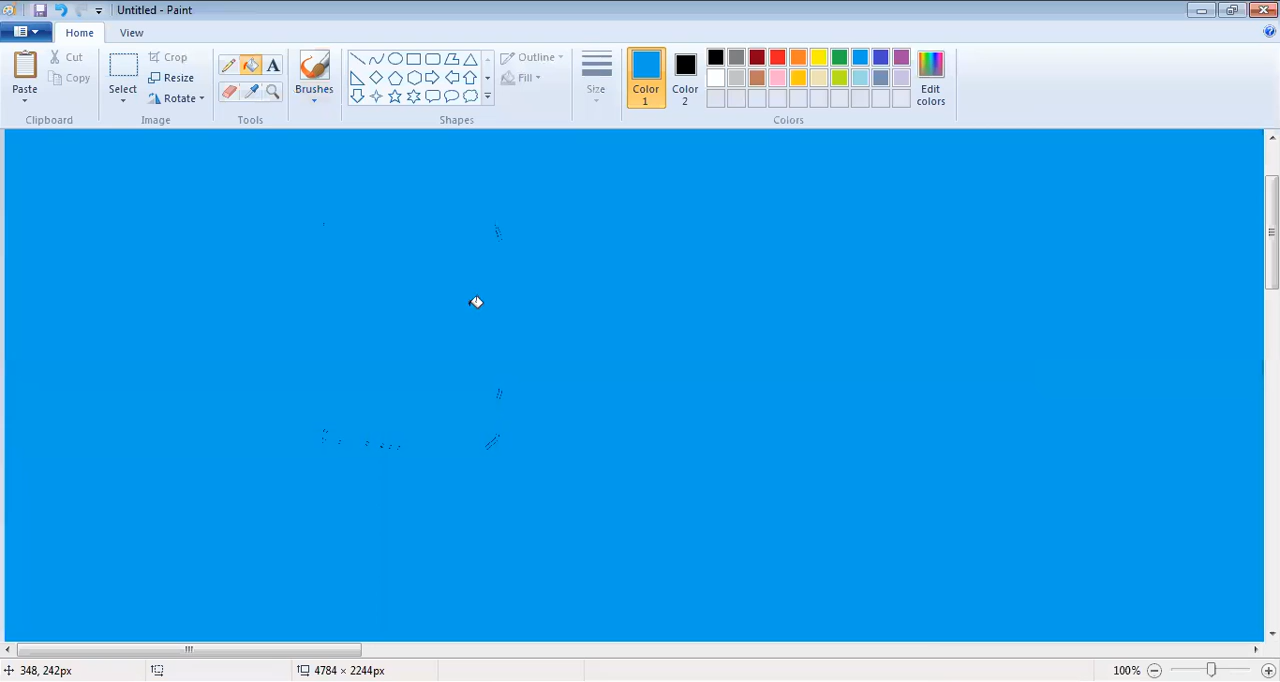 Untitled - Paint
Home View
Paste
Cut
Copy
Clipboard
Select
Crop
Resize
Rotate
Image
A
Tools
Brushes
Shapes
Outline
Fill
Size
Color 1
Color 2
Edit colors
Colors
348, 242px
4784 × 2244px
100%